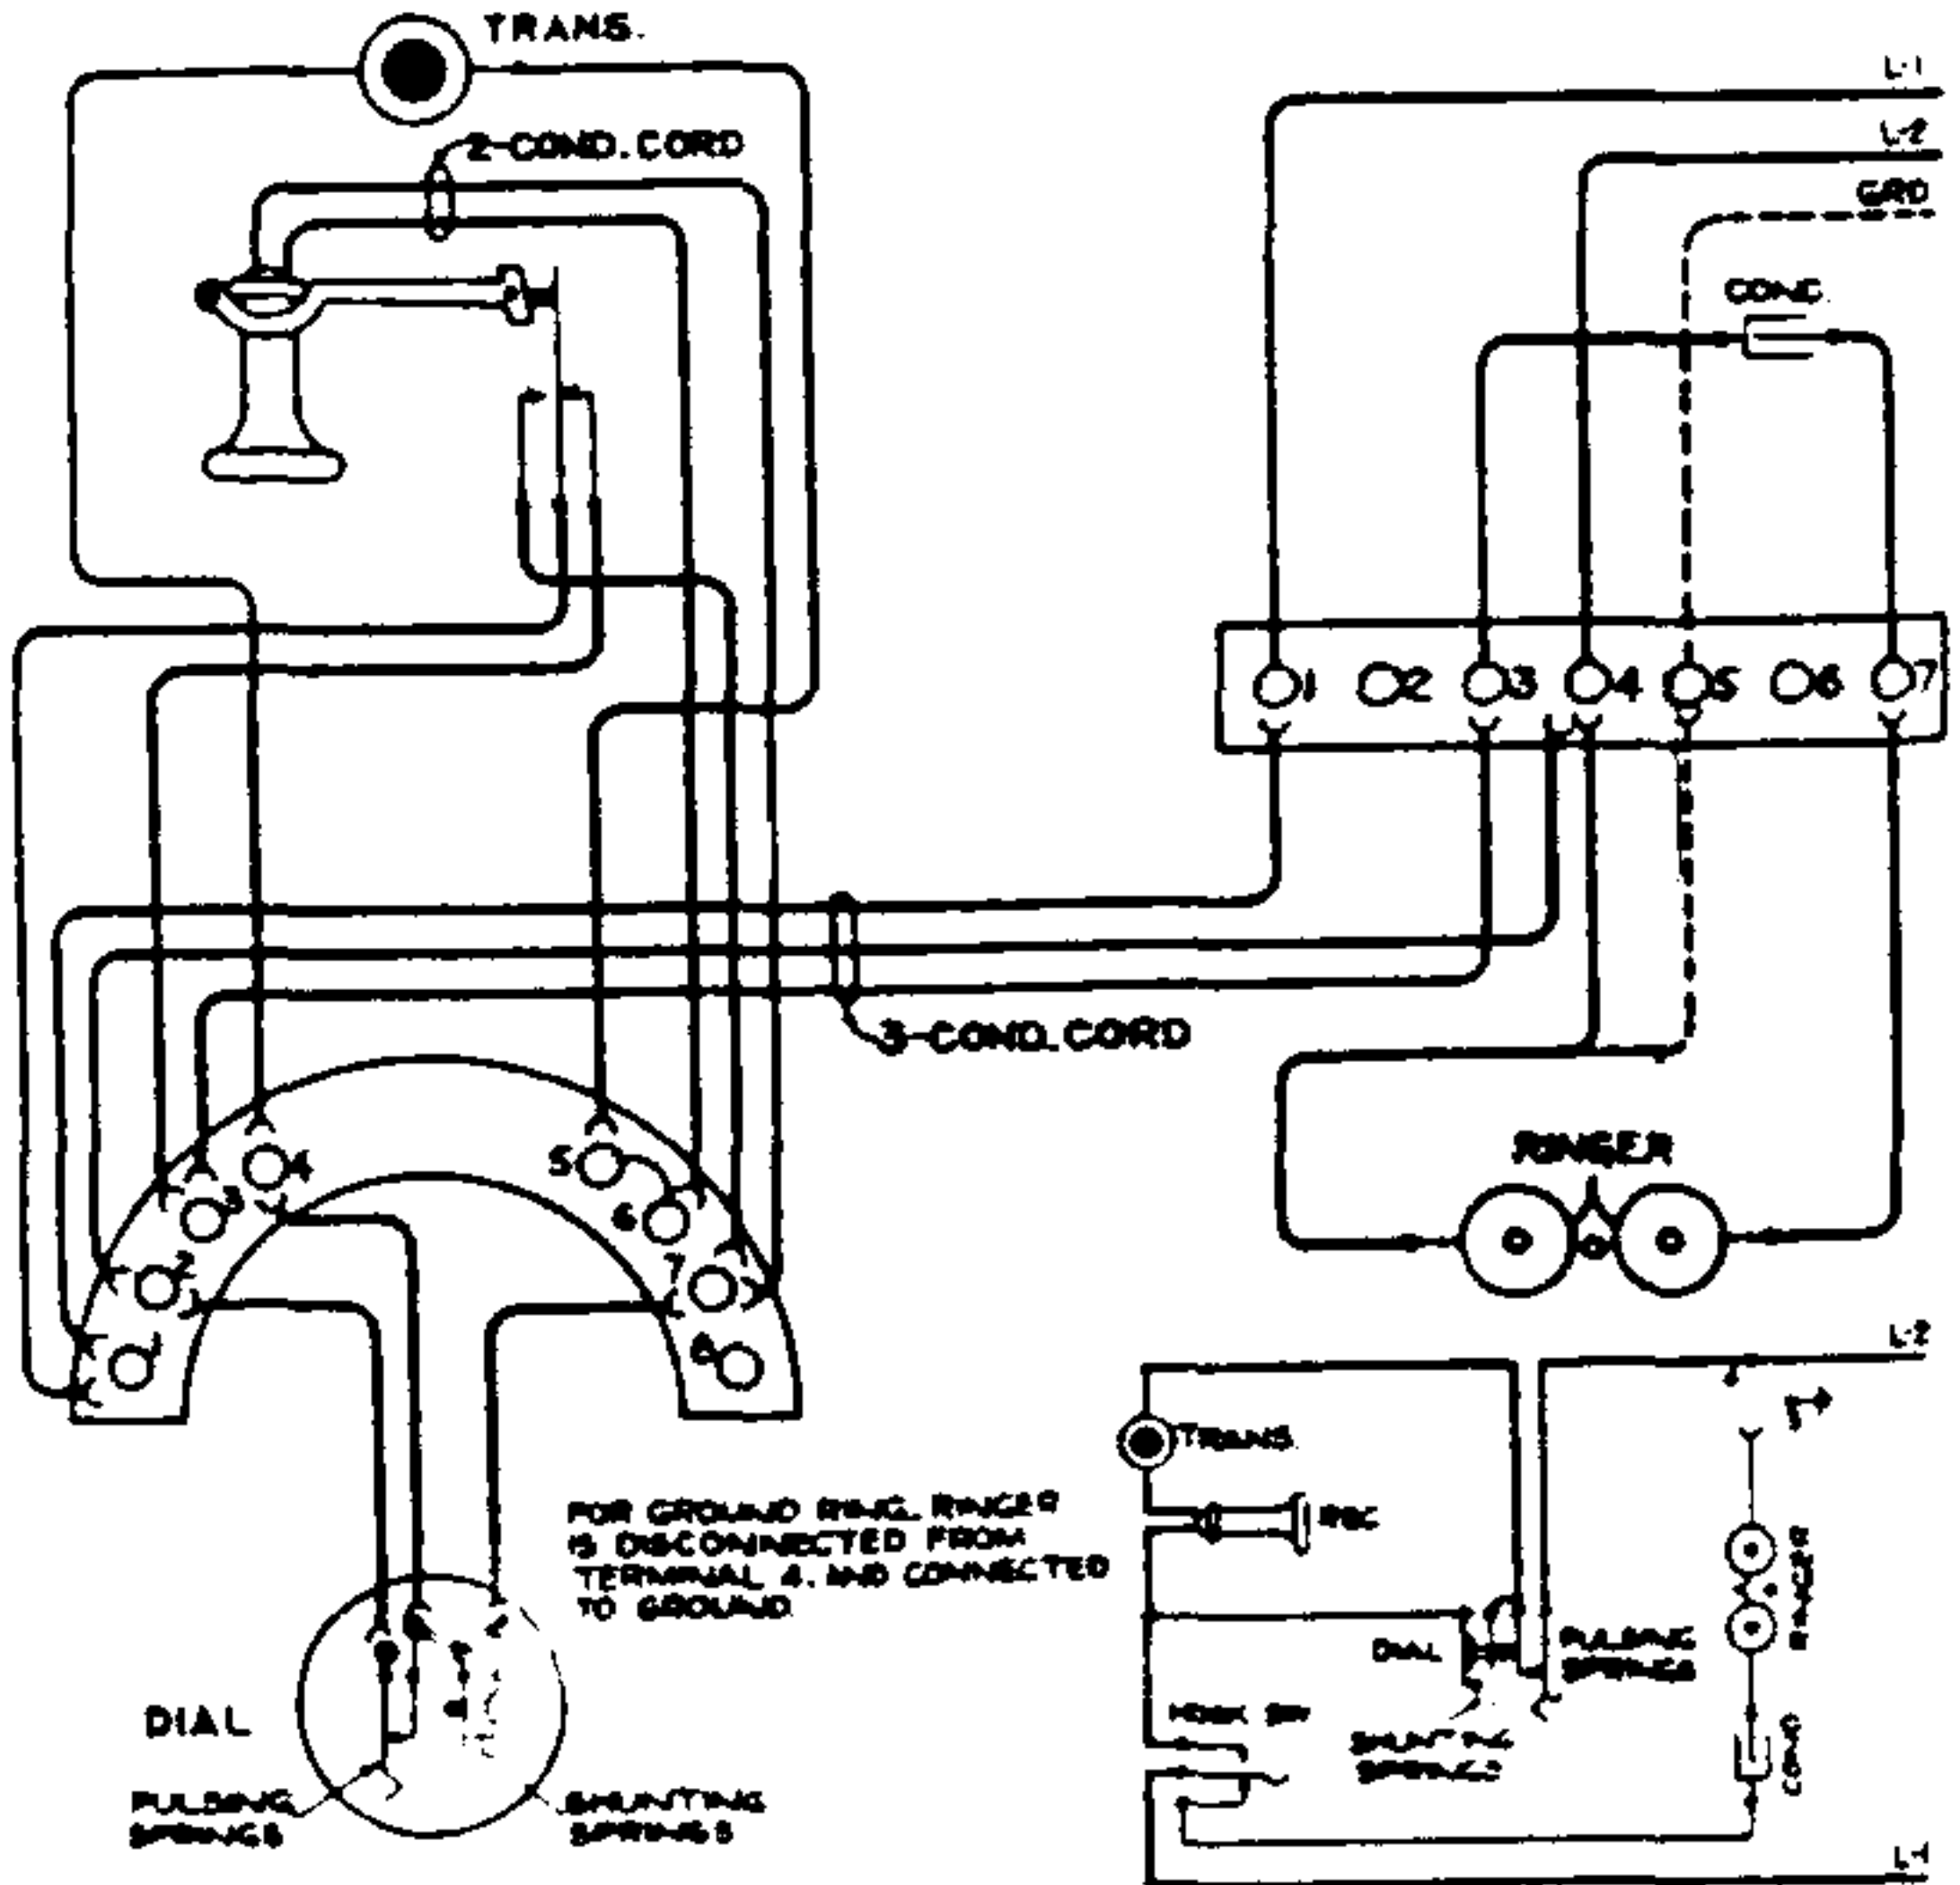 TRANS.
2-COND. CORD
L-1
L-2
GRD
COND.
1 2 3 4 5 6 7
3-COND. CORD
RINGER
1 2 3 4 5 6 7 8
FOR GROUND RING, RINGER
IS DISCONNECTED FROM
TERMINAL 4, AND CONNECTED
TO GROUND
DIAL
PULSING
SPRINGS
SHUNTING
SPRINGS
L-2
TRANS.
REC
DIAL
PULSING
SPRINGS
RINGER
HOOK SW
SHUNTING
SPRINGS
COND
L-1